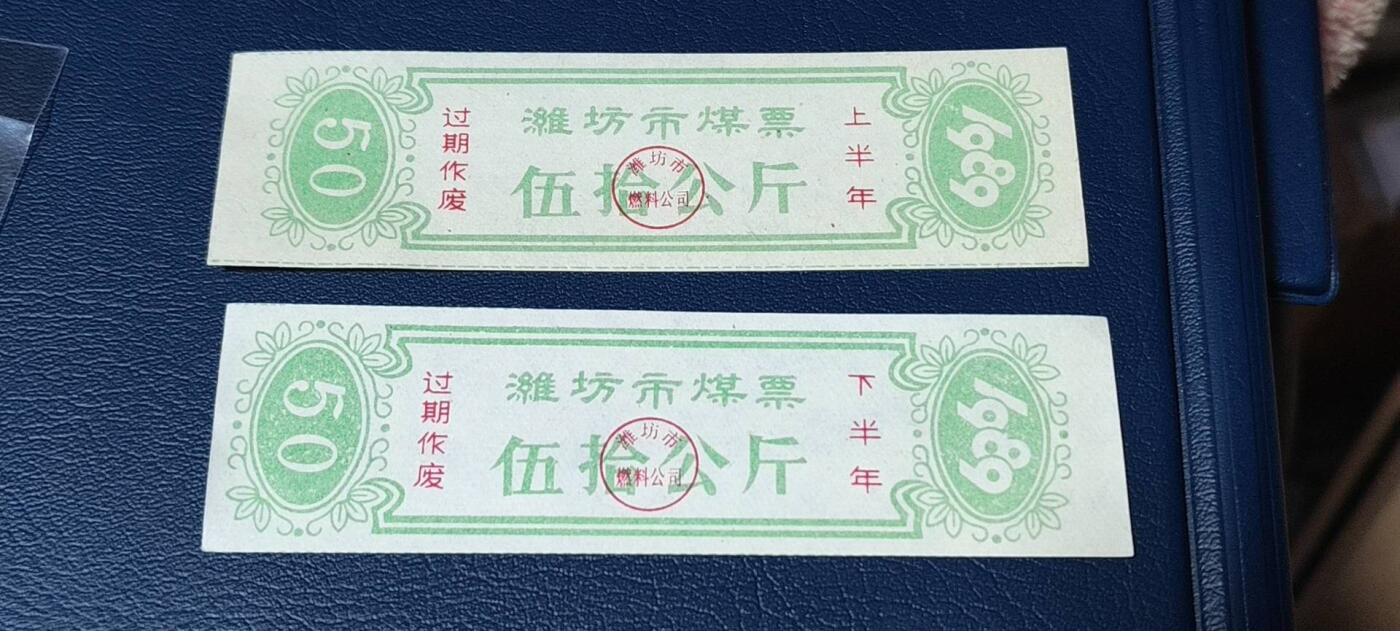 50
过期作废
潍坊市煤票
伍拾公斤
潍坊市
燃料公司
上半年
1989
50
过期作废
潍坊市煤票
伍拾公斤
潍坊市
燃料公司
下半年
1989